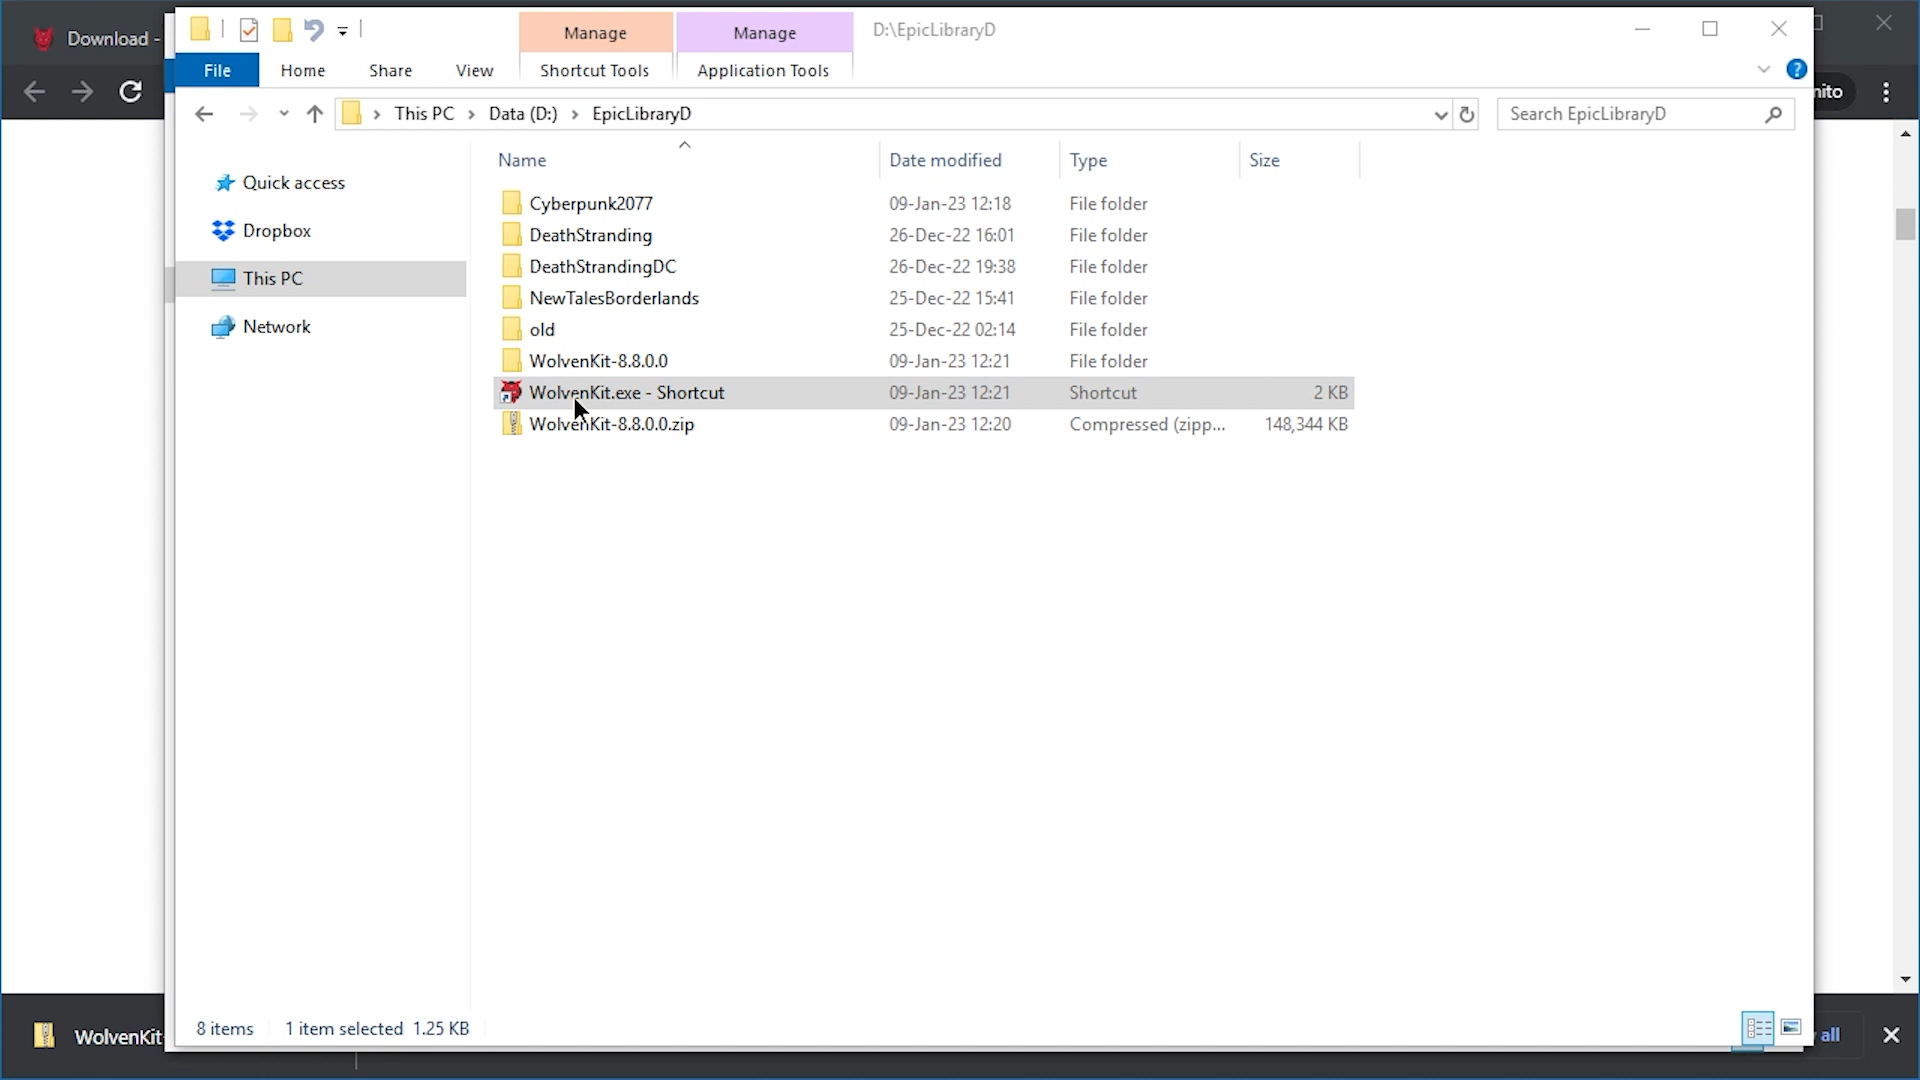 Download -
Manage
Manage
D:\EpicLibraryD
File
Home
Share
View
Shortcut Tools
Application Tools
?
nito
This PC
Data (D:)
EpicLibraryD
Search EpicLibraryD
Name
Date modified
Type
Size
Quick access
Dropbox
This PC
Network
Cyberpunk2077 09-Jan-23 12:18 File folder
DeathStranding 26-Dec-22 16:01 File folder
DeathStrandingDC 26-Dec-22 19:38 File folder
NewTalesBorderlands 25-Dec-22 15:41 File folder
old 25-Dec-22 02:14 File folder
WolvenKit-8.8.0.0 09-Jan-23 12:21 File folder
WolvenKit.exe - Shortcut 09-Jan-23 12:21 Shortcut 2 KB
WolvenKit-8.8.0.0.zip 09-Jan-23 12:20 Compressed (zipp... 148,344 KB
8 items 1 item selected 1.25 KB
WolvenKit
all